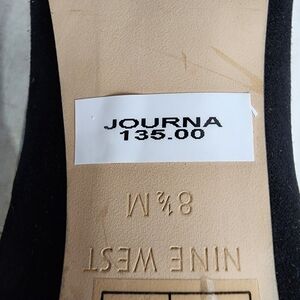 JOURNA
135.00
8½ M
NINE WEST